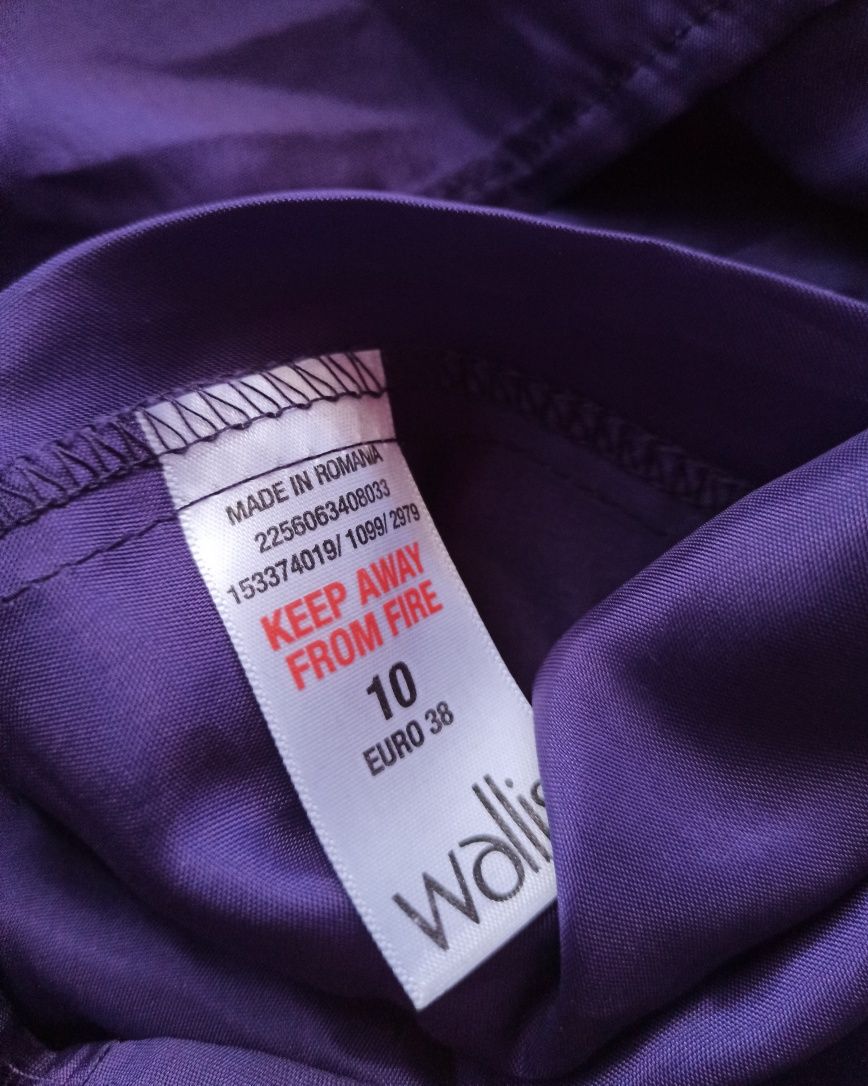 MADE IN ROMANIA
2256063408033
153374019/ 1099/ 2979
KEEP AWAY
FROM FIRE
10
EURO 38
wallis